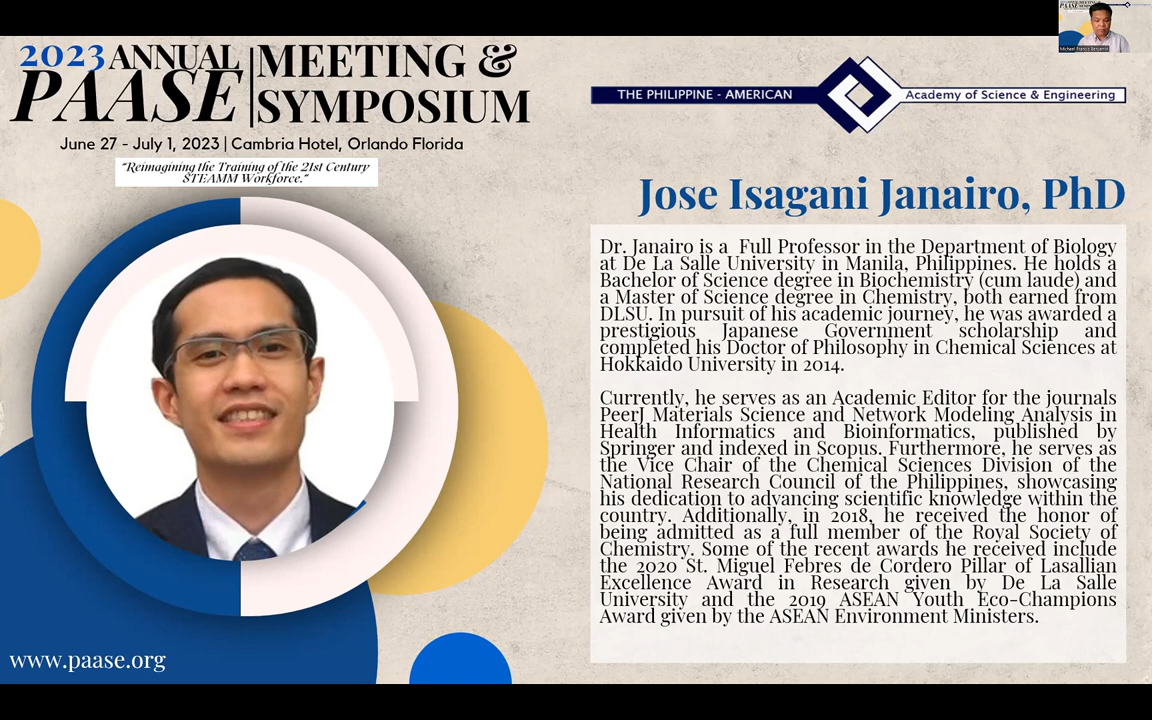 2023 ANNUAL
PAASE
MEETING &
SYMPOSIUM
June 27 - July 1, 2023 | Cambria Hotel, Orlando Florida
"Reimagining the Training of the 21st Century
STEAMM Workforce."
THE PHILIPPINE - AMERICAN
Academy of Science & Engineering
Jose Isagani Janairo, PhD
Dr. Janairo is a Full Professor in the Department of Biology
at De La Salle University in Manila, Philippines. He holds a
Bachelor of Science degree in Biochemistry (cum laude) and
a Master of Science degree in Chemistry, both earned from
DLSU. In pursuit of his academic journey, he was awarded a
prestigious Japanese Government scholarship and
completed his Doctor of Philosophy in Chemical Sciences at
Hokkaido University in 2014.
Currently, he serves as an Academic Editor for the journals
PeerJ Materials Science and Network Modeling Analysis in
Health Informatics and Bioinformatics, published by
Springer and indexed in Scopus. Furthermore, he serves as
the Vice Chair of the Chemical Sciences Division of the
National Research Council of the Philippines, showcasing
his dedication to advancing scientific knowledge within the
country. Additionally, in 2018, he received the honor of
being admitted as a full member of the Royal Society of
Chemistry. Some of the recent awards he received include
the 2020 St. Miguel Febres de Cordero Pillar of Lasallian
Excellence Award in Research given by De La Salle
University and the 2019 ASEAN Youth Eco-Champions
Award given by the ASEAN Environment Ministers.
www.paase.org